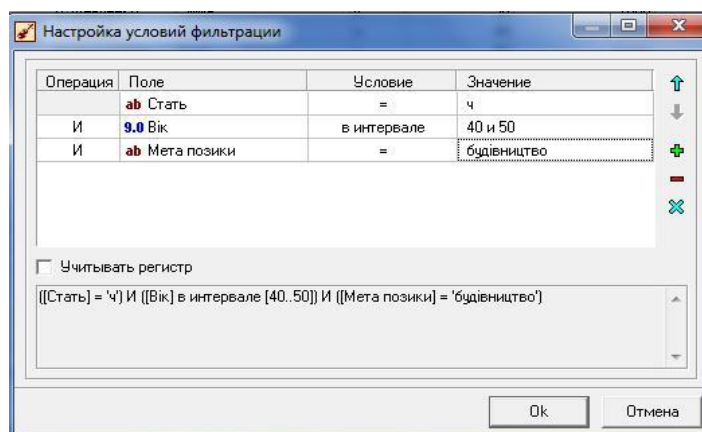 Настройка условий фильтрации
Операция Поле Условие Значение
ab Стать = ч
И 9.0 Вік в интервале 40 и 50
И ab Мета позики = будівництво
Учитывать регистр
([Стать] = 'ч') И ([Вік] в интервале [40..50]) И ([Мета позики] = 'будівництво')
Ok Отмена